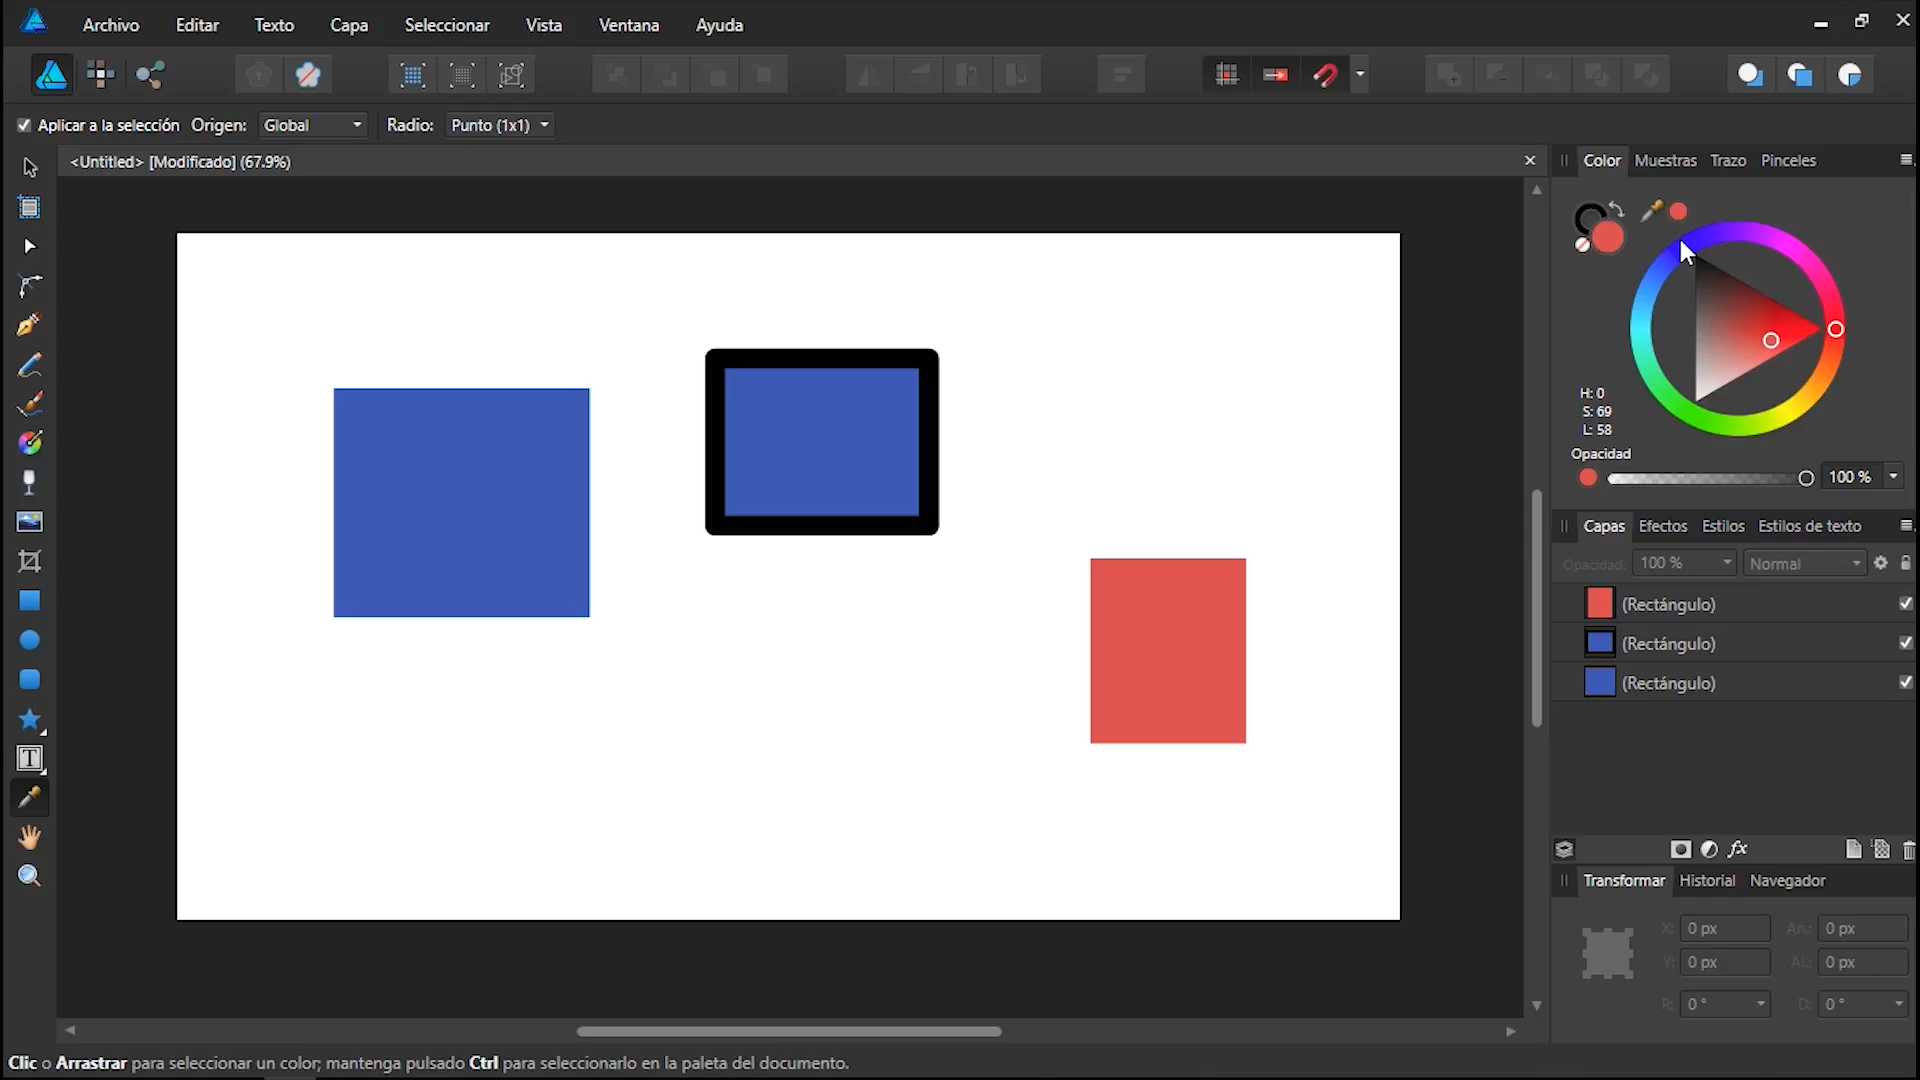 Archivo Editar Texto Capa Seleccionar Vista Ventana Ayuda
Aplicar a la selección Origen: Global Radio: Punto (1x1)
<Untitled> [Modificado] (67.9%)
Color Muestras Trazo Pinceles
H: 0
S: 69
L: 58
Opacidad
100 %
Capas Efectos Estilos Estilos de texto
Opacidad: 100 % Normal
(Rectángulo)
(Rectángulo)
(Rectángulo)
fx
Transformar Historial Navegador
X: 0 px An.: 0 px
Y: 0 px Al.: 0 px
R: 0 ° D: 0 °
T
Clic o Arrastrar para seleccionar un color; mantenga pulsado Ctrl para seleccionarlo en la paleta del documento.